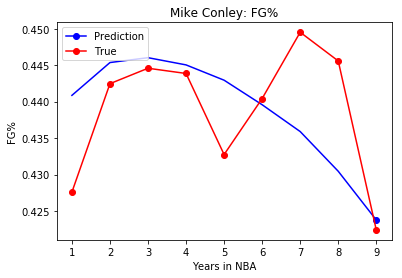 Mike Conley: FG%
Prediction
True
FG%
0.450
0.445
0.440
0.435
0.430
0.425
1 2 3 4 5 6 7 8 9
Years in NBA